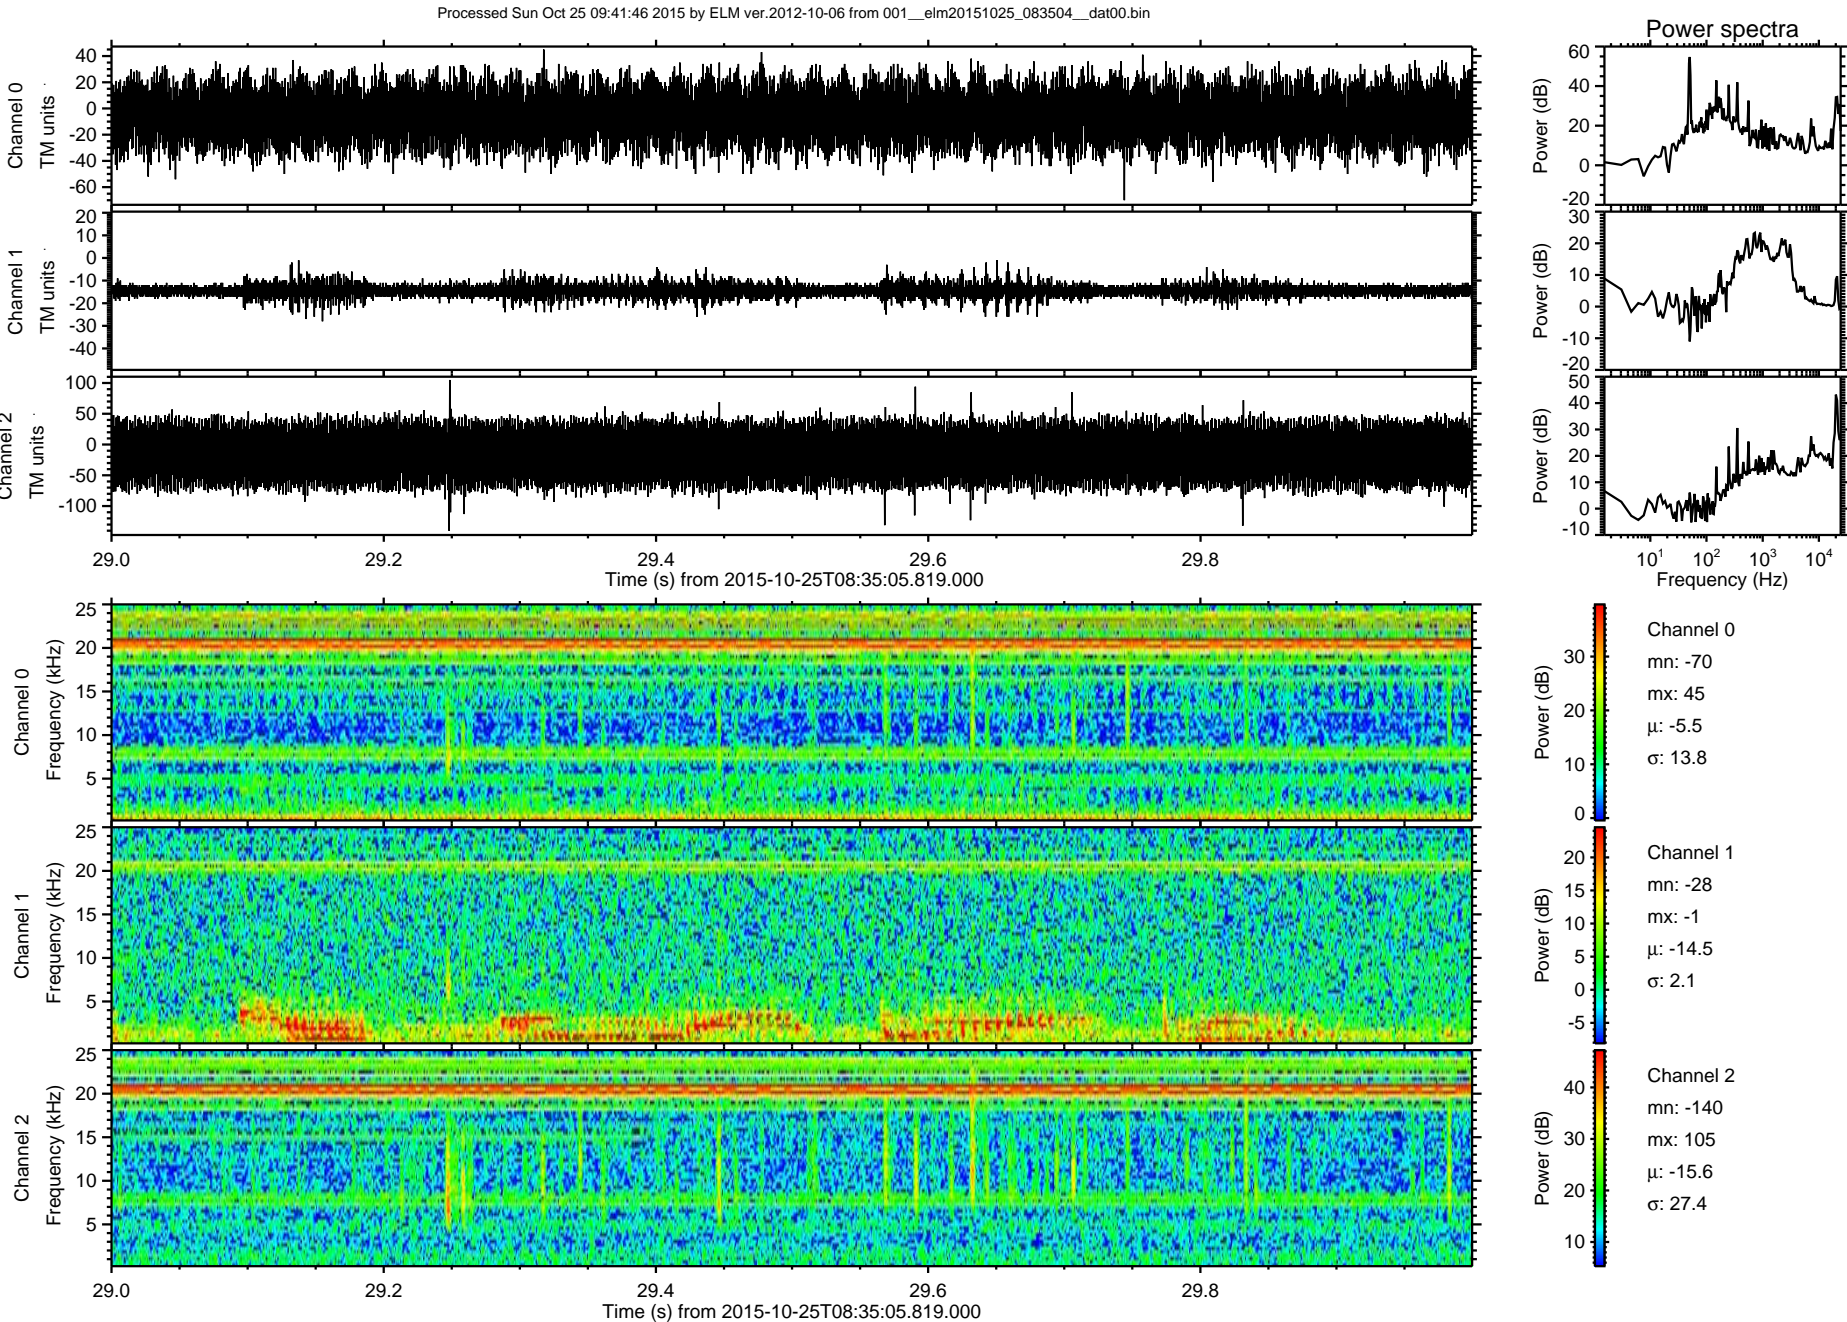 Processed Sun Oct 25 09:41:46 2015 by ELM ver.2012-10-06 from 001__elm20151025_083504__dat00.bin
Power spectra
Channel 0
TM units
40
20
0
-20
-40
-60
Power (dB)
60
40
20
0
-20
Channel 1
TM units
20
10
0
-10
-20
-30
-40
Power (dB)
30
20
10
0
-10
-20
Channel 2
TM units
100
50
0
-50
-100
Power (dB)
50
40
30
20
10
0
-10
29.0 29.2 29.4 29.6 29.8
Time (s) from 2015-10-25T08:35:05.819.000
10^1 10^2 10^3 10^4
Frequency (Hz)
Channel 0
Frequency (kHz)
25
20
15
10
5
Power (dB)
30
20
10
0
Channel 0
mn: -70
mx: 45
μ: -5.5
σ: 13.8
Channel 1
Frequency (kHz)
25
20
15
10
5
Power (dB)
20
15
10
5
0
-5
Channel 1
mn: -28
mx: -1
μ: -14.5
σ: 2.1
Channel 2
Frequency (kHz)
25
20
15
10
5
Power (dB)
40
30
20
10
Channel 2
mn: -140
mx: 105
μ: -15.6
σ: 27.4
29.0 29.2 29.4 29.6 29.8
Time (s) from 2015-10-25T08:35:05.819.000